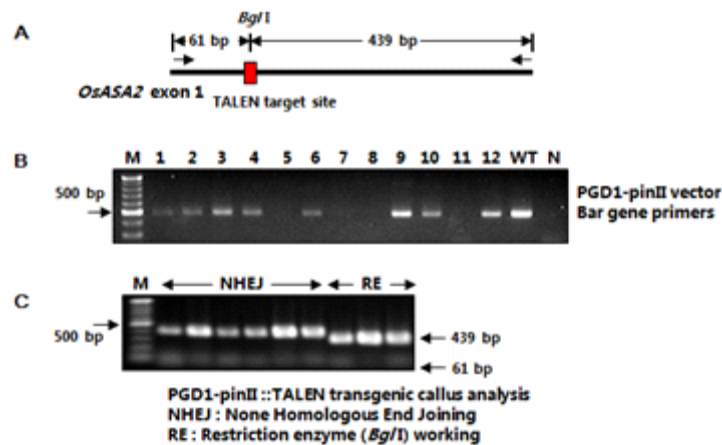 A
BglI
61 bp
439 bp
OsASA2 exon 1
TALEN target site
B
M 1 2 3 4 5 6 7 8 9 10 11 12 WT N
500 bp
PGD1-pinII vector
Bar gene primers
C
M NHEJ RE
500 bp
439 bp
61 bp
PGD1-pinII ::TALEN transgenic callus analysis
NHEJ : None Homologous End Joining
RE : Restriction enzyme (BglI) working